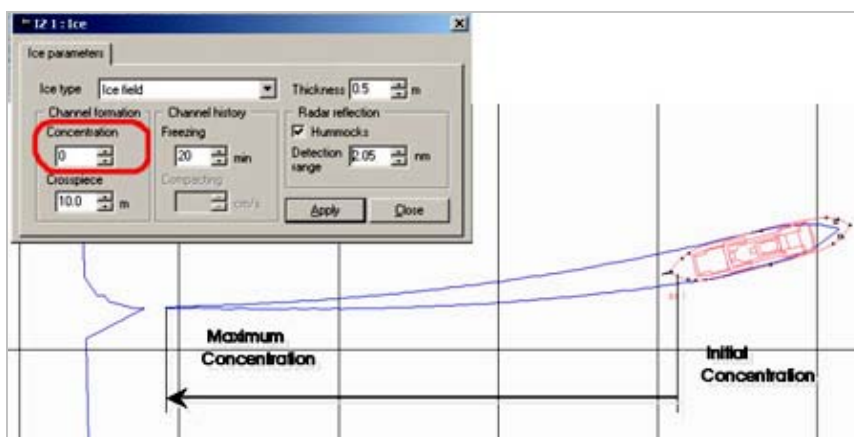 12 1 : Ice
Ice parameters
Ice type Ice field Thickness 0.5 m
Channel formation Channel history Radar reflection
Concentration Freezing Hummocks
0 20 min Detection range 2.05 nm
Crosspiece Compacting
10.0 m cm/s Apply Close
Maximum
Concentration
Initial
Concentration